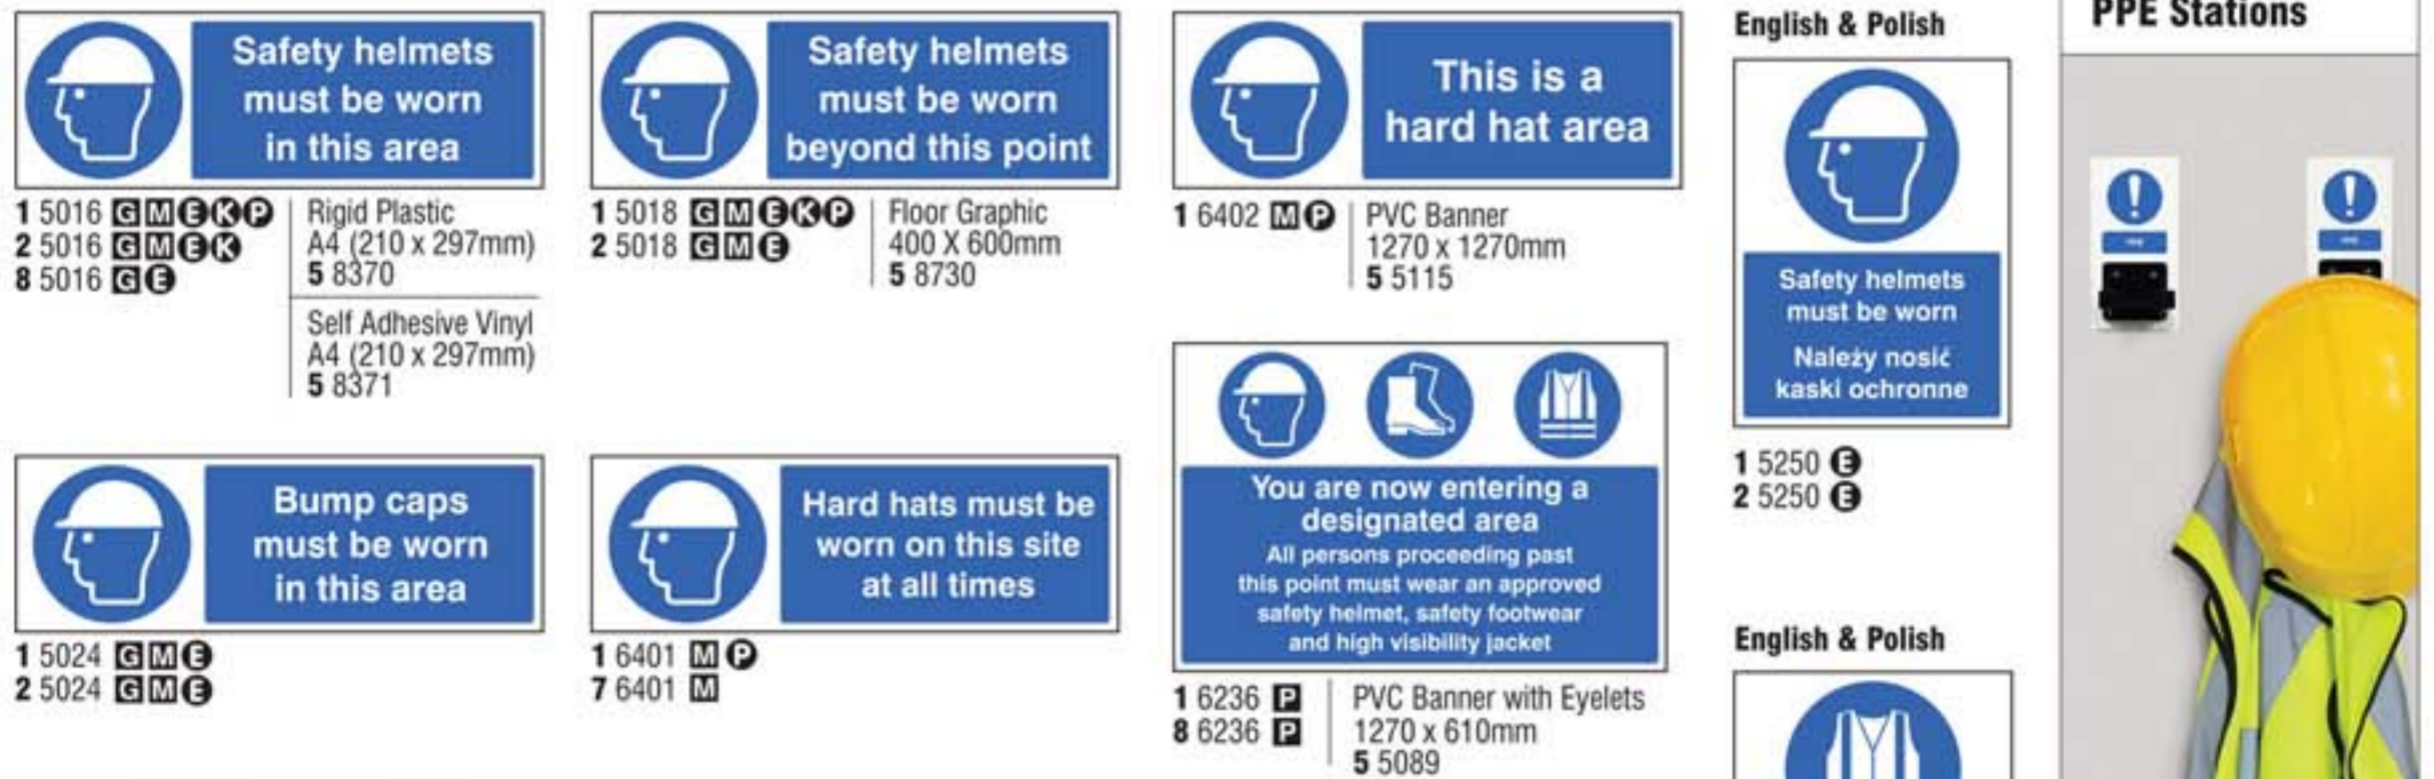 Safety helmets
must be worn
in this area
1 5016 G M E K P
2 5016 G M E K
8 5016 G E
Rigid Plastic
A4 (210 x 297mm)
5 8370
Self Adhesive Vinyl
A4 (210 x 297mm)
5 8371
Safety helmets
must be worn
beyond this point
1 5018 G M E K P
2 5018 G M E
Floor Graphic
400 X 600mm
5 8730
This is a
hard hat area
1 6402 M P
PVC Banner
1270 x 1270mm
5 5115
English & Polish
Safety helmets
must be worn
Należy nosić
kaski ochronne
1 5250 E
2 5250 E
PPE Stations
Bump caps
must be worn
in this area
1 5024 G M E
2 5024 G M E
Hard hats must be
worn on this site
at all times
1 6401 M P
7 6401 M
You are now entering a
designated area
All persons proceeding past
this point must wear an approved
safety helmet, safety footwear
and high visibility jacket
1 6236 P
8 6236 P
PVC Banner with Eyelets
1270 x 610mm
5 5089
English & Polish